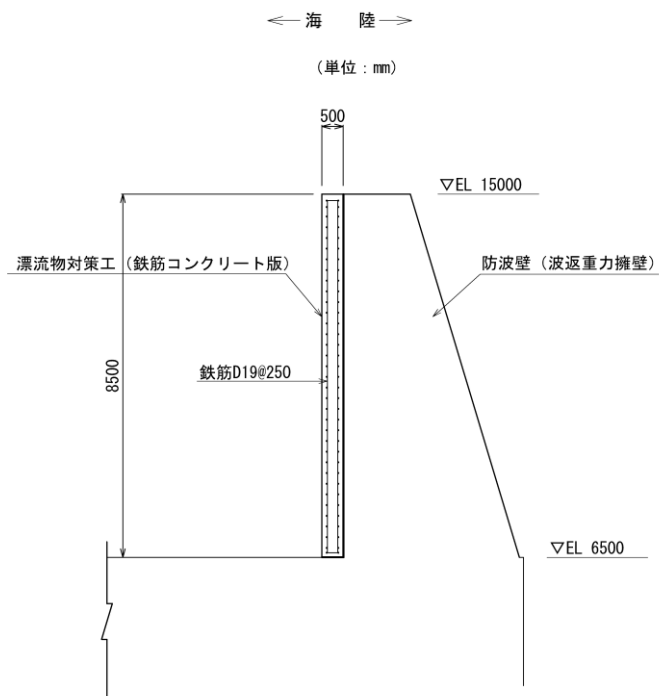 海 陸
(単位：mm)
500
▽EL 15000
漂流物対策工（鉄筋コンクリート版）
防波壁（波返重力擁壁）
鉄筋D19@250
8500
▽EL 6500